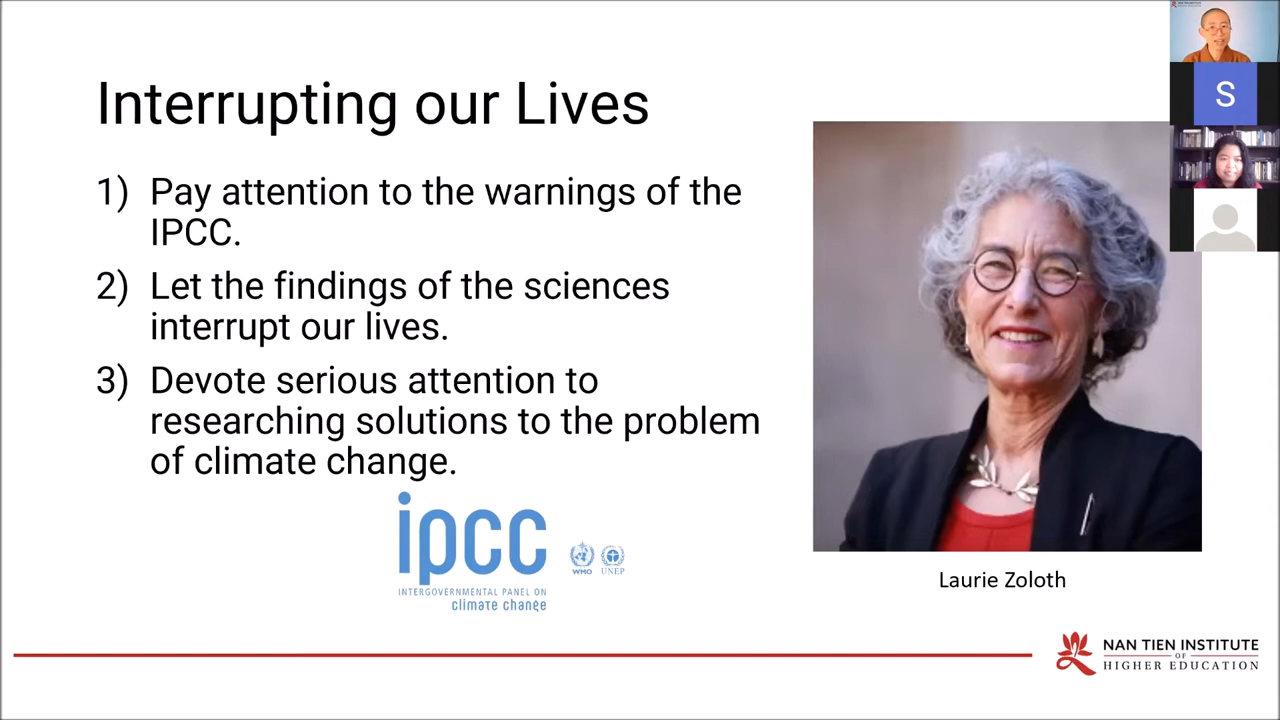 Interrupting our Lives
1) Pay attention to the warnings of the
IPCC.
2) Let the findings of the sciences
interrupt our lives.
3) Devote serious attention to
researching solutions to the problem
of climate change.
ipcc
INTERGOVERNMENTAL PANEL ON
climate change
WMO
UNEP
Laurie Zoloth
S
NAN TIEN INSTITUTE
OF
HIGHER EDUCATION